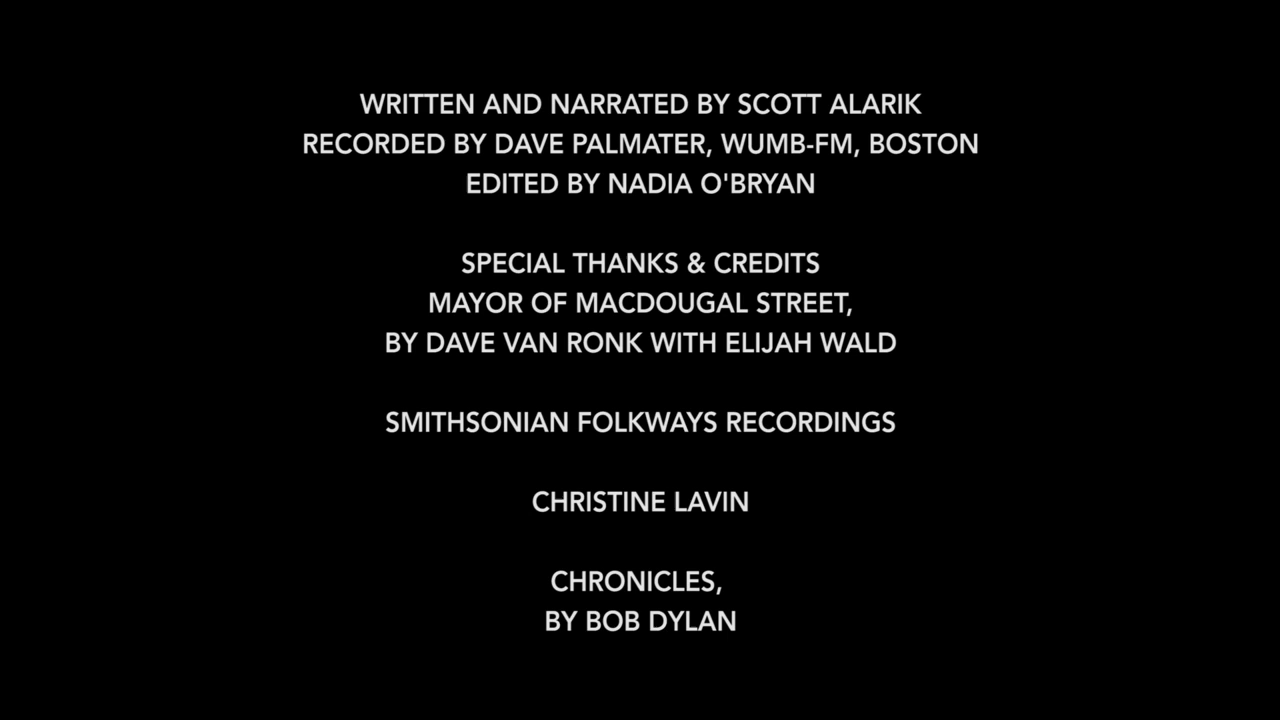 WRITTEN AND NARRATED BY SCOTT ALARIK
RECORDED BY DAVE PALMATER, WUMB-FM, BOSTON
EDITED BY NADIA O'BRYAN
SPECIAL THANKS & CREDITS
MAYOR OF MACDOUGAL STREET,
BY DAVE VAN RONK WITH ELIJAH WALD
SMITHSONIAN FOLKWAYS RECORDINGS
CHRISTINE LAVIN
CHRONICLES,
BY BOB DYLAN